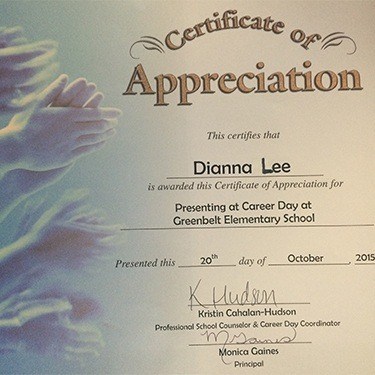 Certificate of
Appreciation
This certifies that
Dianna Lee
is awarded this Certificate of Appreciation for
Presenting at Career Day at
Greenbelt Elementary School
Presented this 20th day of October, 2015
K Hudson
Kristin Cahalan-Hudson
Professional School Counselor & Career Day Coordinator
M Gaines
Monica Gaines
Principal